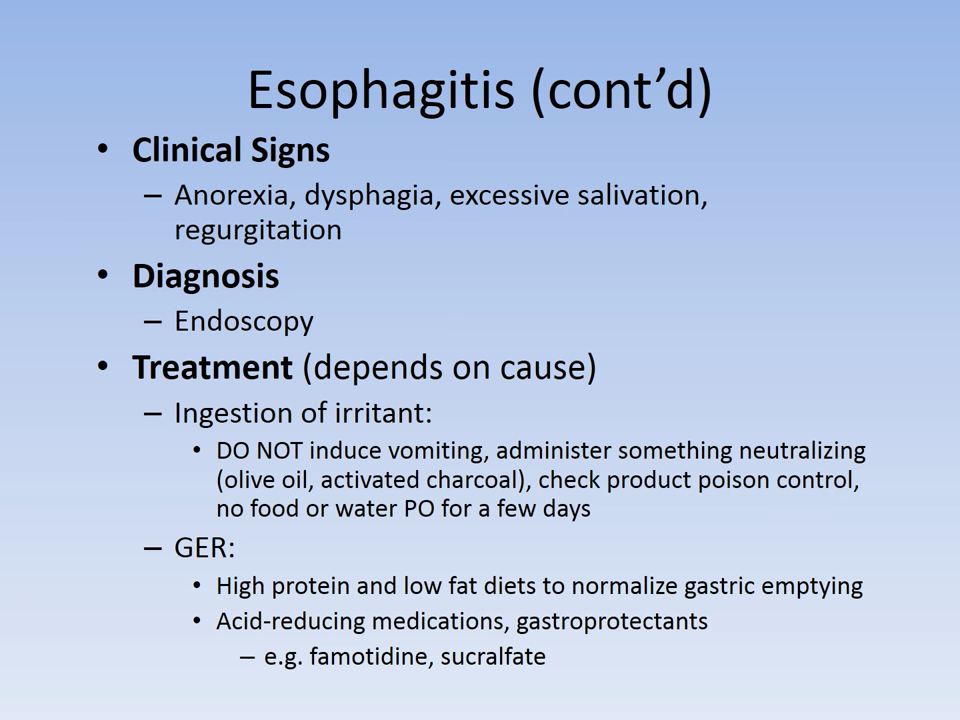 Esophagitis (cont’d)
• Clinical Signs
– Anorexia, dysphagia, excessive salivation,
regurgitation
• Diagnosis
– Endoscopy
• Treatment (depends on cause)
– Ingestion of irritant:
• DO NOT induce vomiting, administer something neutralizing
(olive oil, activated charcoal), check product poison control,
no food or water PO for a few days
– GER:
• High protein and low fat diets to normalize gastric emptying
• Acid-reducing medications, gastroprotectants
– e.g. famotidine, sucralfate